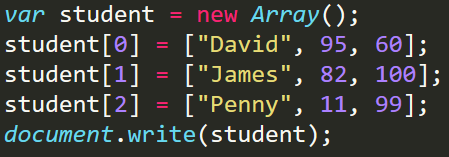 var student = new Array();
student[0] = ["David", 95, 60];
student[1] = ["James", 82, 100];
student[2] = ["Penny", 11, 99];
document.write(student);